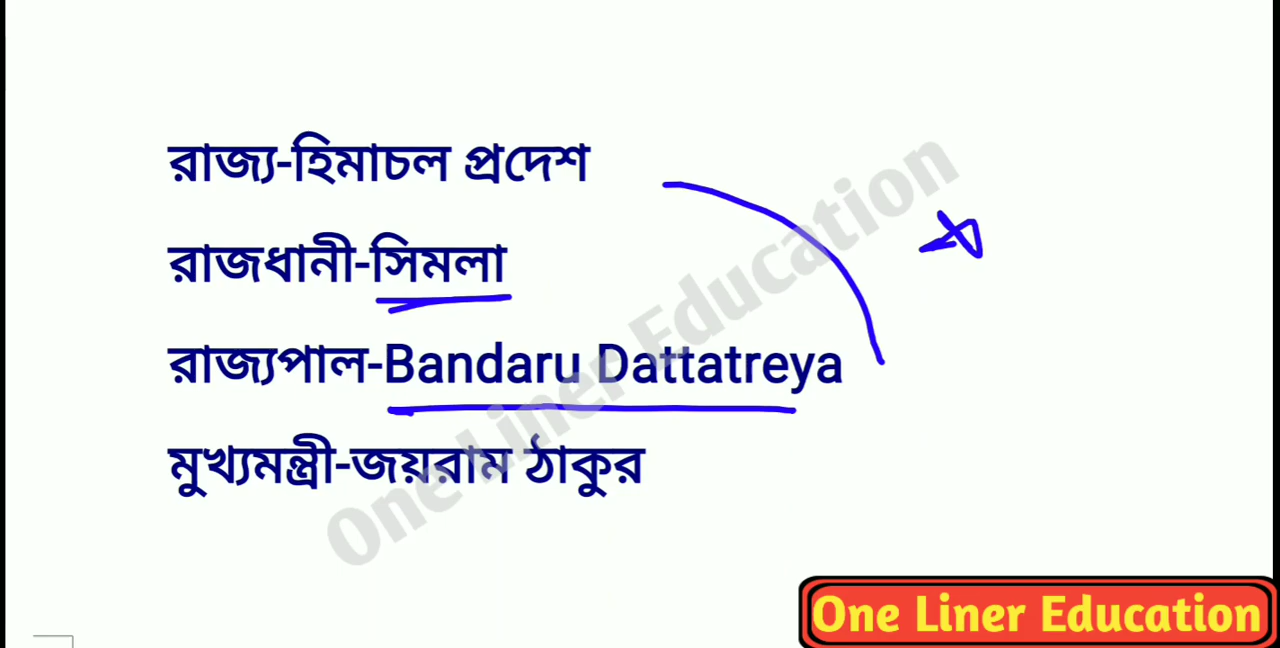 রাজ্য-হিমাচল প্রদেশ
রাজধানী-সিমলা
রাজ্যপাল-Bandaru Dattatreya
মুখ্যমন্ত্রী-জয়রাম ঠাকুর
One Liner Education
One Liner Education